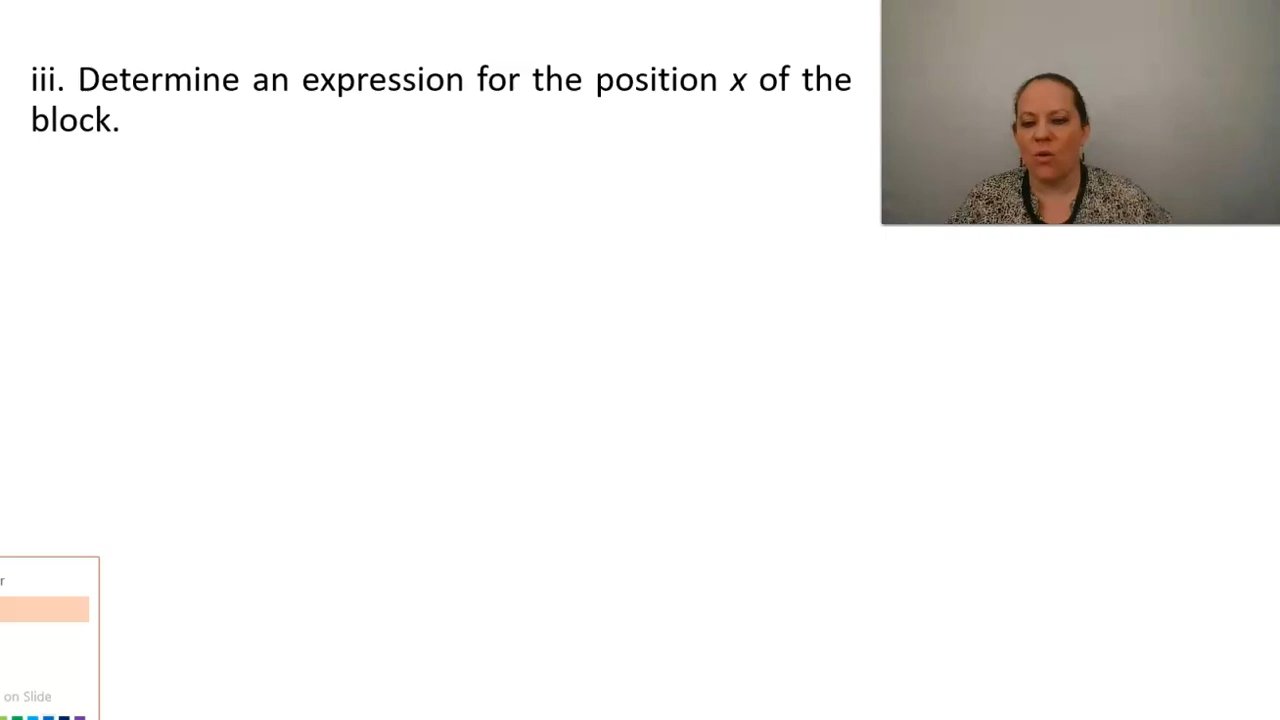 iii. Determine an expression for the position x of the
block.
r
on Slide